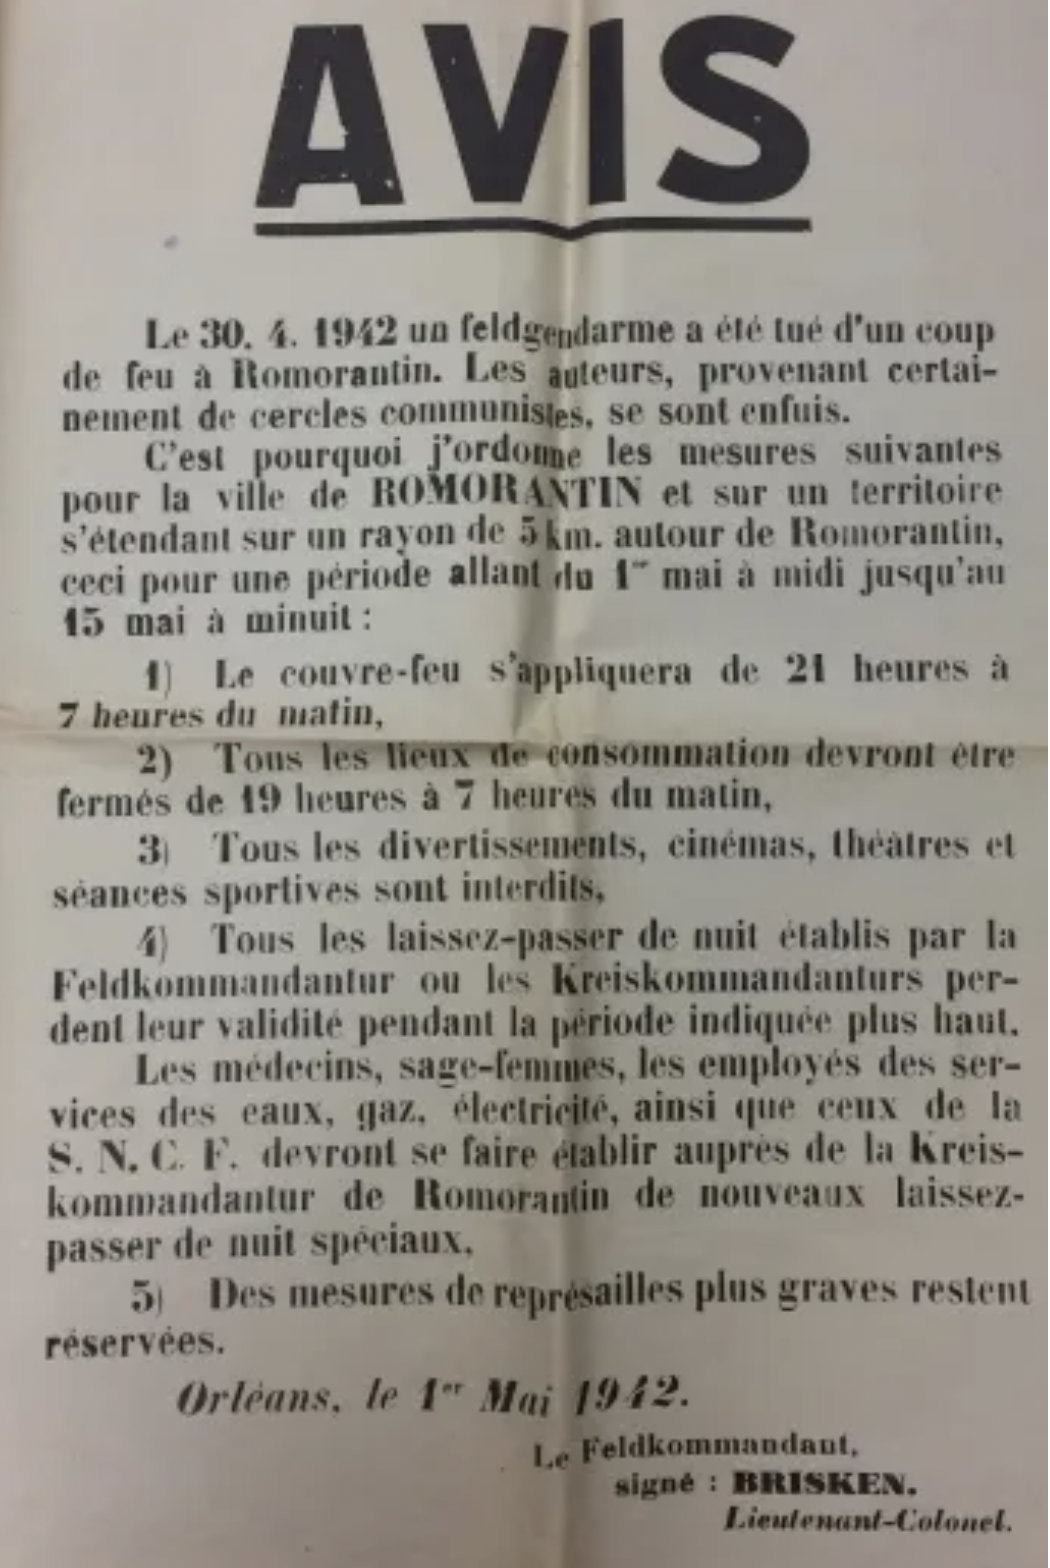 AVIS
Le 30. 4. 1942 un feldgendarme a été tué d'un coup
de feu à Romorantin. Les auteurs, provenant certai-
nement de cercles communistes, se sont enfuis.
C'est pourquoi j'ordonne les mesures suivantes
pour la ville de ROMORANTIN et sur un territoire
s'étendant sur un rayon de 5 km. autour de Romorantin,
ceci pour une période allant du 1er mai à midi jusqu'au
15 mai à minuit :
1) Le couvre-feu s'appliquera de 21 heures à
7 heures du matin,
2) Tous les lieux de consommation devront être
fermés de 19 heures à 7 heures du matin,
3) Tous les divertissements, cinémas, théâtres et
séances sportives sont interdits,
4) Tous les laissez-passer de nuit établis par la
Feldkommandantur ou les Kreiskommandanturs per-
dent leur validité pendant la période indiquée plus haut.
Les médecins, sage-femmes, les employés des ser-
vices des eaux, gaz, électricité, ainsi que ceux de la
S. N. C. F. devront se faire établir auprès de la Kreis-
kommandantur de Romorantin de nouveaux laissez-
passer de nuit spéciaux.
5) Des mesures de représailles plus graves restent
réservées.
Orléans, le 1er Mai 1942.
Le Feldkommandant,
signé : BRISKEN.
Lieutenant-Colonel.